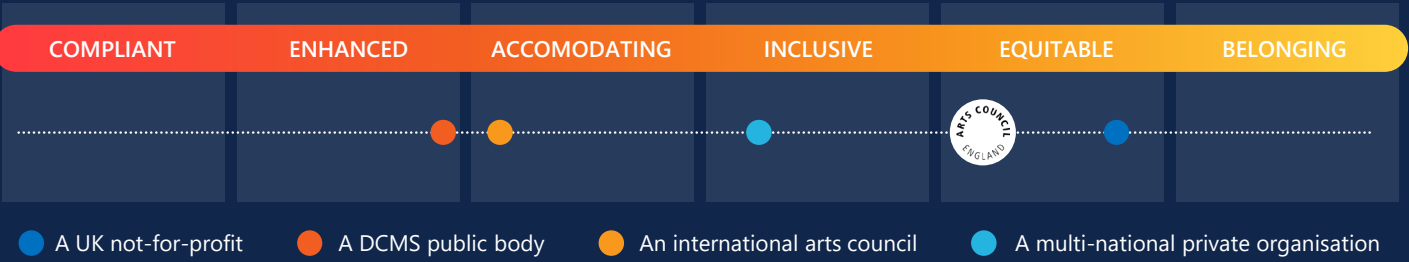 COMPLIANT ENHANCED ACCOMODATING INCLUSIVE EQUITABLE BELONGING
ARTS COUNCIL
ENGLAND
A UK not-for-profit A DCMS public body An international arts council A multi-national private organisation